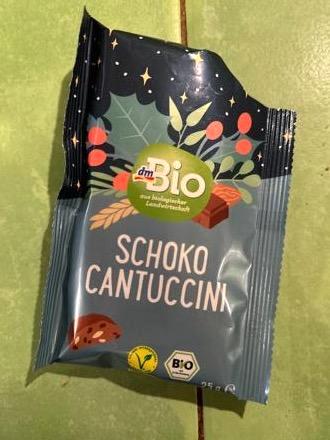 dm
Bio
aus biologischer
Landwirtschaft
SCHOKO
CANTUCCINI
BIO
25 g e